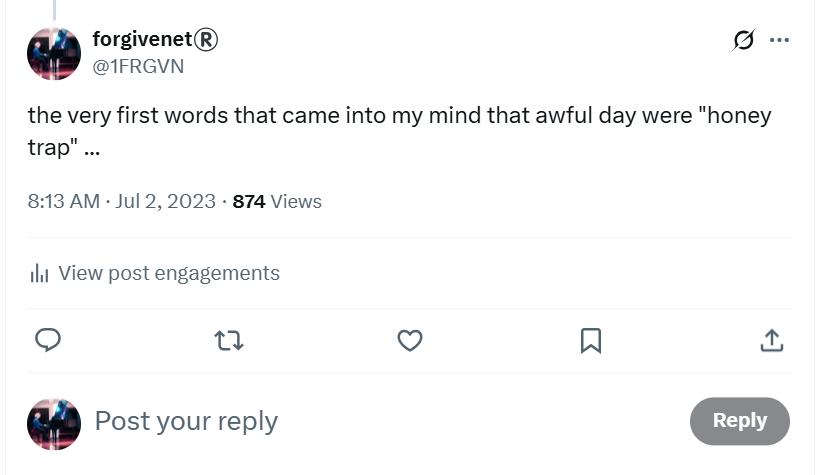 forgivenet®
@1FRGVN
the very first words that came into my mind that awful day were "honey
trap" ...
8:13 AM · Jul 2, 2023 · 874 Views
View post engagements
Post your reply
Reply